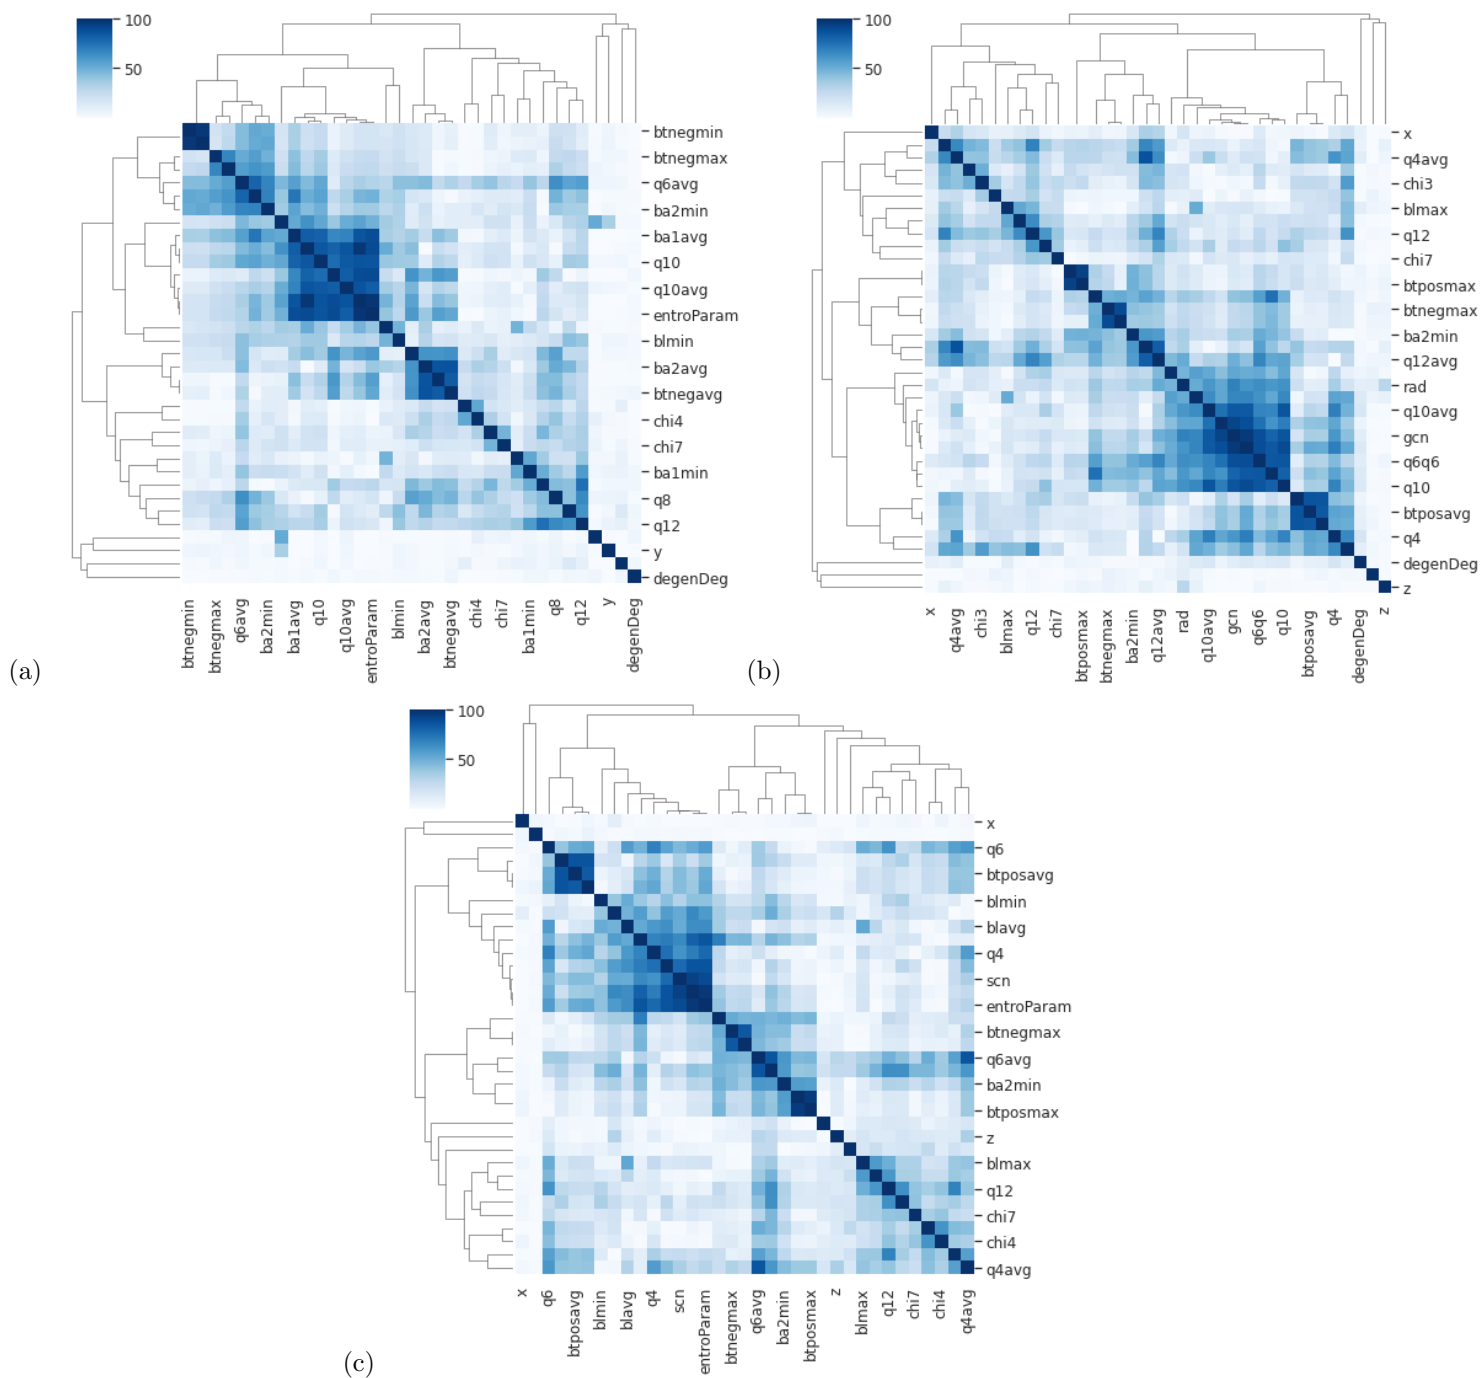 100
50
btnegmin
btnegmax
q6avg
ba2min
ba1avg
q10
q10avg
entroParam
blmin
ba2avg
btnegavg
chi4
chi7
ba1min
q8
q12
y
degenDeg
btnegmin
btnegmax
q6avg
ba2min
ba1avg
q10
q10avg
entroParam
blmin
ba2avg
btnegavg
chi4
chi7
ba1min
q8
q12
y
degenDeg
(a)
100
50
x
q4avg
chi3
blmax
q12
chi7
btposmax
btnegmax
ba2min
q12avg
rad
q10avg
gcn
q6q6
q10
btposavg
q4
degenDeg
z
x
q4avg
chi3
blmax
q12
chi7
btposmax
btnegmax
ba2min
q12avg
rad
q10avg
gcn
q6q6
q10
btposavg
q4
degenDeg
z
(b)
100
50
x
q6
btposavg
blmin
blavg
q4
scn
entroParam
btnegmax
q6avg
ba2min
btposmax
z
blmax
q12
chi7
chi4
q4avg
x
q6
btposavg
blmin
blavg
q4
scn
entroParam
btnegmax
q6avg
ba2min
btposmax
z
blmax
q12
chi7
chi4
q4avg
(c)